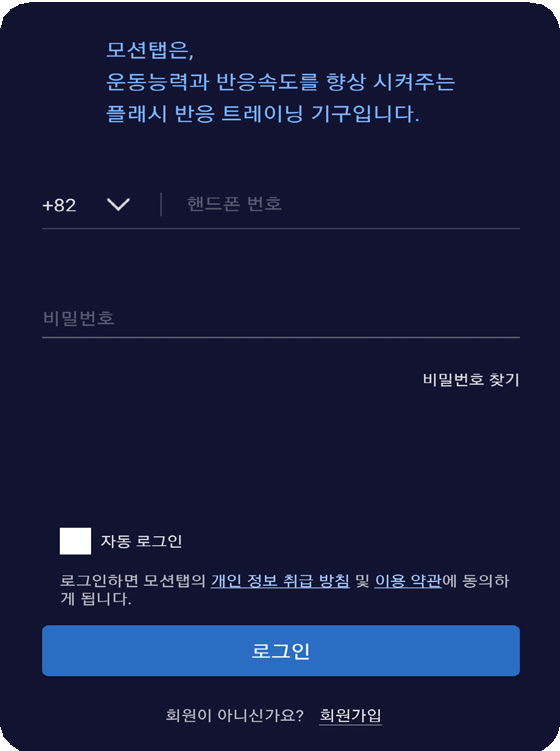 모션탭은,
운동능력과 반응속도를 향상 시켜주는
플래시 반응 트레이닝 기구입니다.
+82 핸드폰 번호
비밀번호
비밀번호 찾기
자동 로그인
로그인하면 모션탭의 개인 정보 취급 방침 및 이용 약관에 동의하
게 됩니다.
로그인
회원이 아니신가요? 회원가입